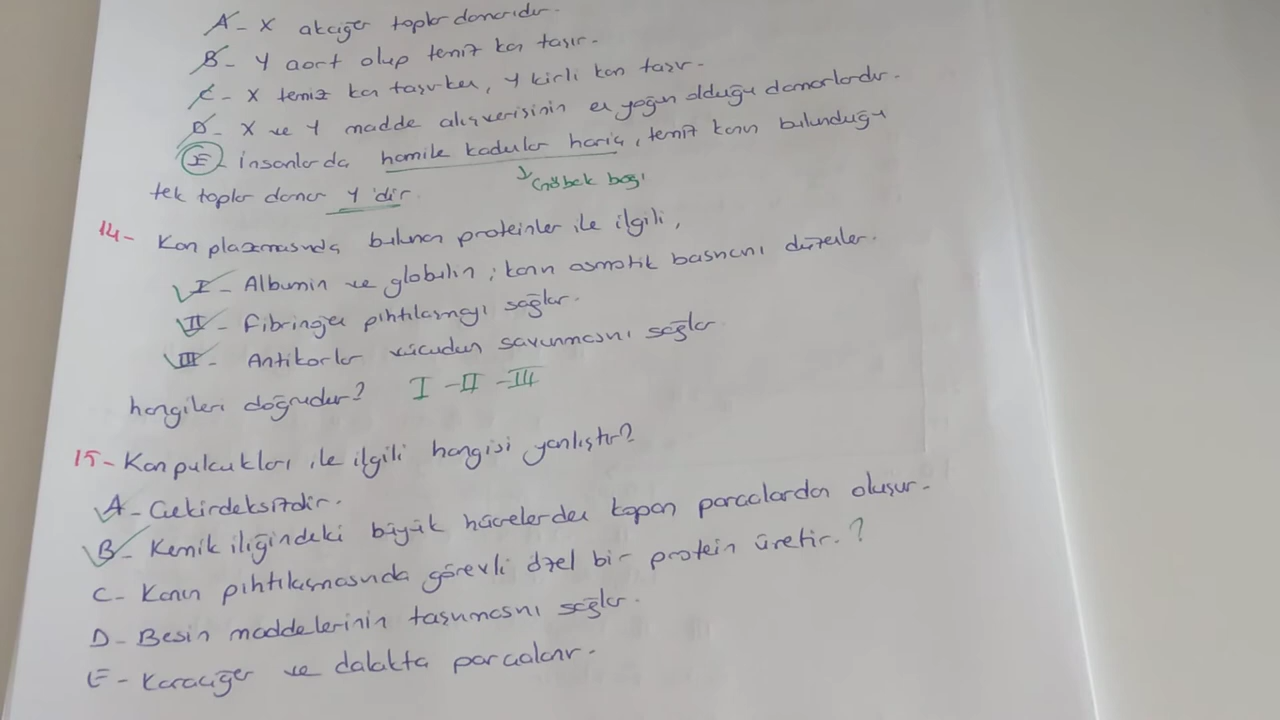 A- X akciğer toplar damarıdır.
B- Y aort olup temiz kan taşır.
C- X temiz kan taşırken, Y kirli kan taşır.
D- X ve Y madde alışverişinin en yoğun olduğu damarlardır.
E- İnsanlarda hamile kadınlar hariç, temiz kanın bulunduğu
↓ Göbek bağı
tek toplar damar Y dir.
14- Kan plazmasında bulunan proteinler ile ilgili,
I- Albumin ve globulin; kanın osmotik basıncını düzenler.
II- Fibrinojen pıhtılaşmayı sağlar.
III- Antikorlar vücudun savunmasını sağlar
hangileri doğrudur? I - II - III
15- Kan pulcukları ile ilgili hangisi yanlıştır?
A- Çekirdeksizdir.
B- Kemik iliğindeki büyük hücrelerden kopan parçalardan oluşur.
C- Kanın pıhtılaşmasında görevli özel bir protein üretir. ?
D- Besin maddelerinin taşınmasını sağlar.
E- Karaciğer ve dalakta parçalanır.